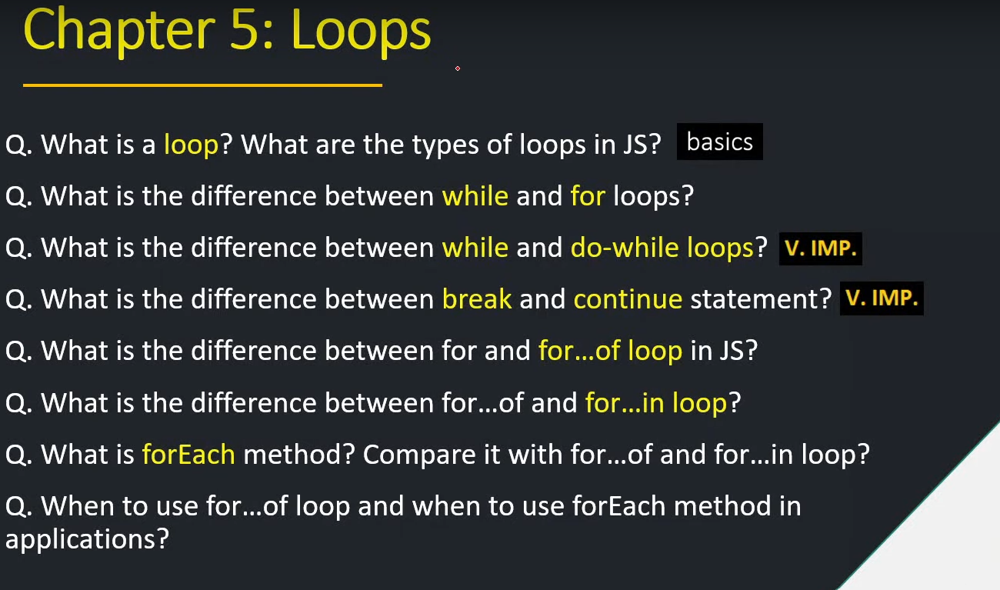 Chapter 5: Loops
Q. What is a loop? What are the types of loops in JS? basics
Q. What is the difference between while and for loops?
Q. What is the difference between while and do-while loops? V. IMP.
Q. What is the difference between break and continue statement? V. IMP.
Q. What is the difference between for and for...of loop in JS?
Q. What is the difference between for...of and for...in loop?
Q. What is forEach method? Compare it with for...of and for...in loop?
Q. When to use for...of loop and when to use forEach method in
applications?